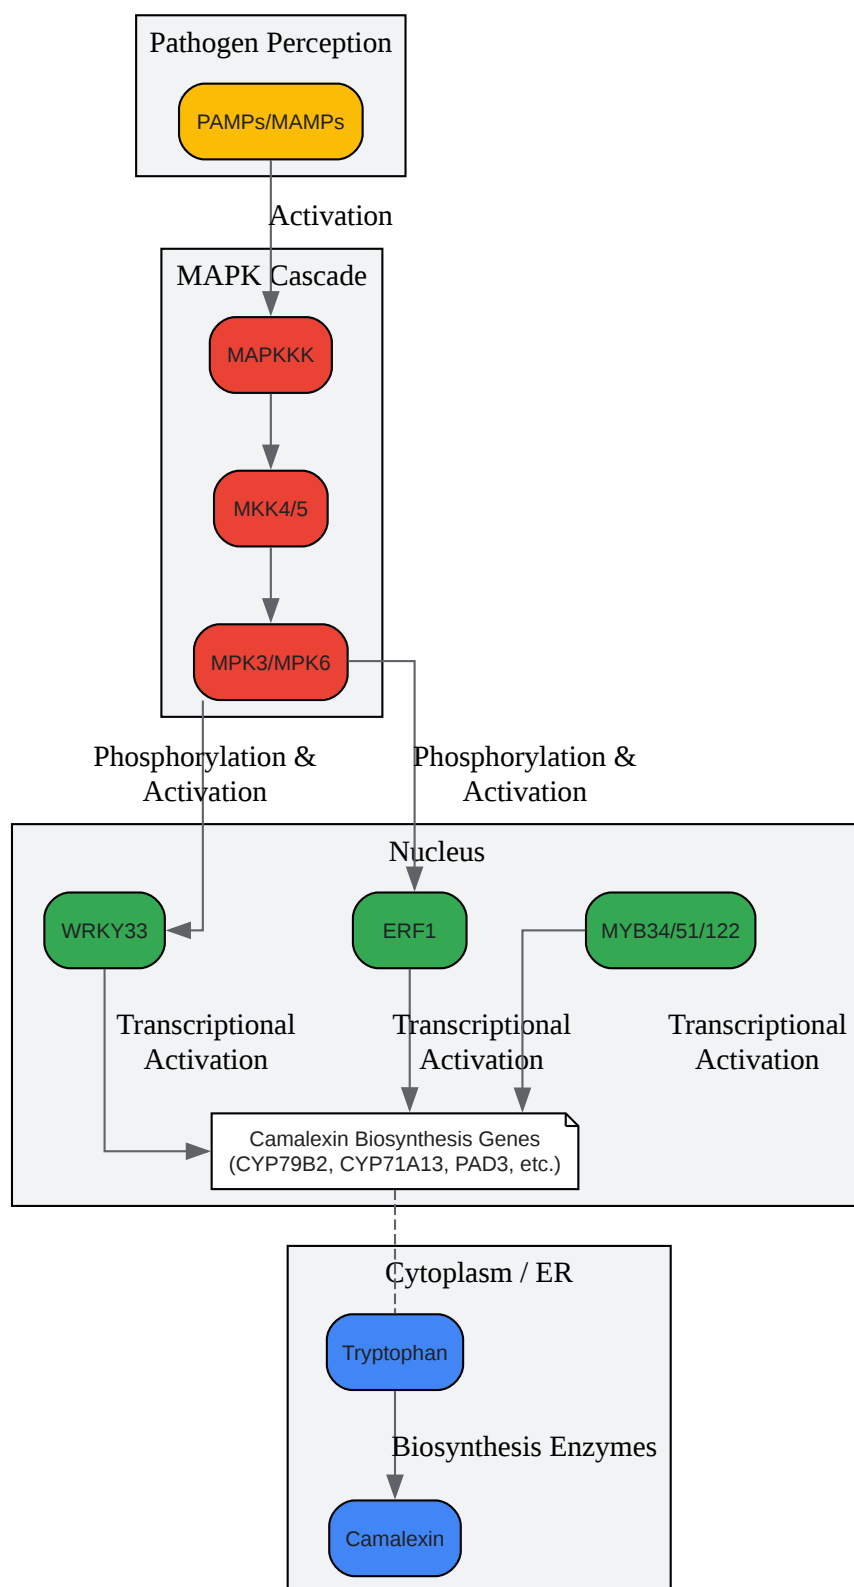 Pathogen Perception
PAMPs/MAMPs
Activation
MAPK Cascade
MAPKKK
MKK4/5
MPK3/MPK6
Phosphorylation &
Activation
Phosphorylation &
Activation
Nucleus
WRKY33
ERF1
MYB34/51/122
Transcriptional
Activation
Transcriptional
Activation
Transcriptional
Activation
Camalexin Biosynthesis Genes
(CYP79B2, CYP71A13, PAD3, etc.)
Cytoplasm / ER
Tryptophan
Biosynthesis Enzymes
Camalexin